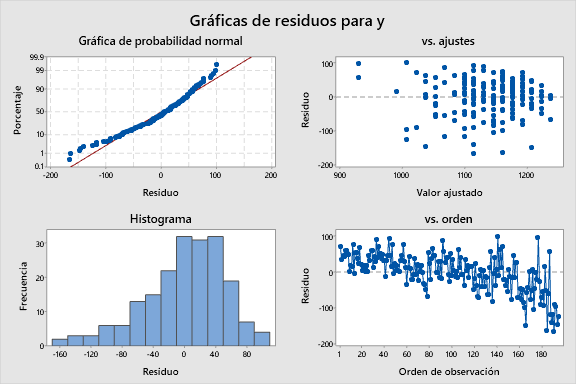 Gráficas de residuos para y
Gráfica de probabilidad normal
99.9
99
90
50
10
1
0.1
Porcentaje
-200 -100 0 100 200
Residuo
vs. ajustes
100
0
-100
-200
Residuo
900 1000 1100 1200
Valor ajustado
Histograma
30
20
10
0
Frecuencia
-160 -120 -80 -40 0 40 80
Residuo
vs. orden
100
0
-100
-200
Residuo
1 20 40 60 80 100 120 140 160 180
Orden de observación